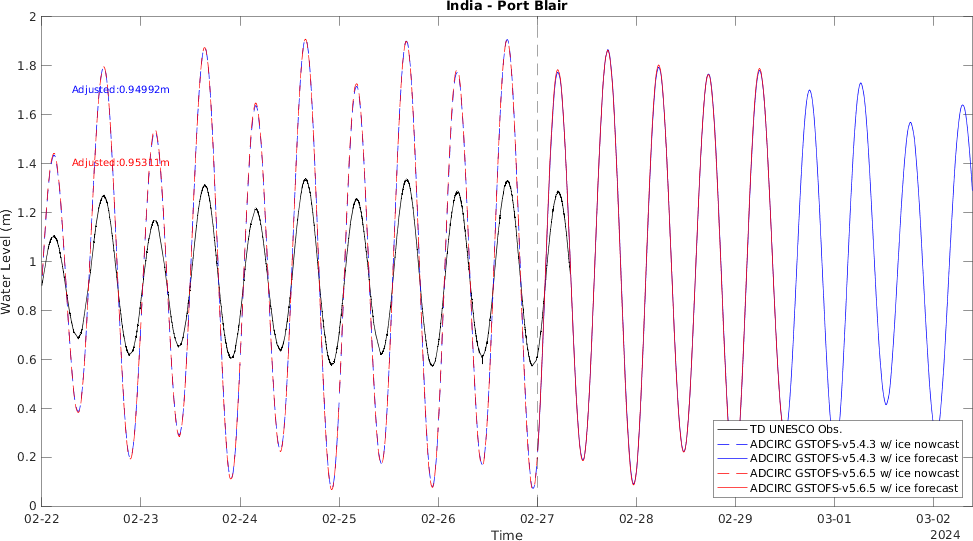 India - Port Blair
Water Level (m)
2
1.8
1.6
1.4
1.2
1
0.8
0.6
0.4
0.2
0
Adjusted:0.94992m
Adjusted:0.95311m
TD UNESCO Obs.
ADCIRC GSTOFS-v5.4.3 w/ ice nowcast
ADCIRC GSTOFS-v5.4.3 w/ ice forecast
ADCIRC GSTOFS-v5.6.5 w/ ice nowcast
ADCIRC GSTOFS-v5.6.5 w/ ice forecast
02-22 02-23 02-24 02-25 02-26 02-27 02-28 02-29 03-01 03-02
Time
2024